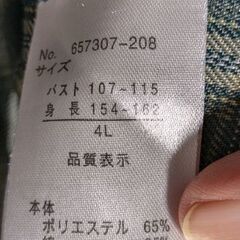 No. 657307-208
サイズ
バスト 107~115
身長 154~162
4L
品質表示
本体
ポリエステル 65%